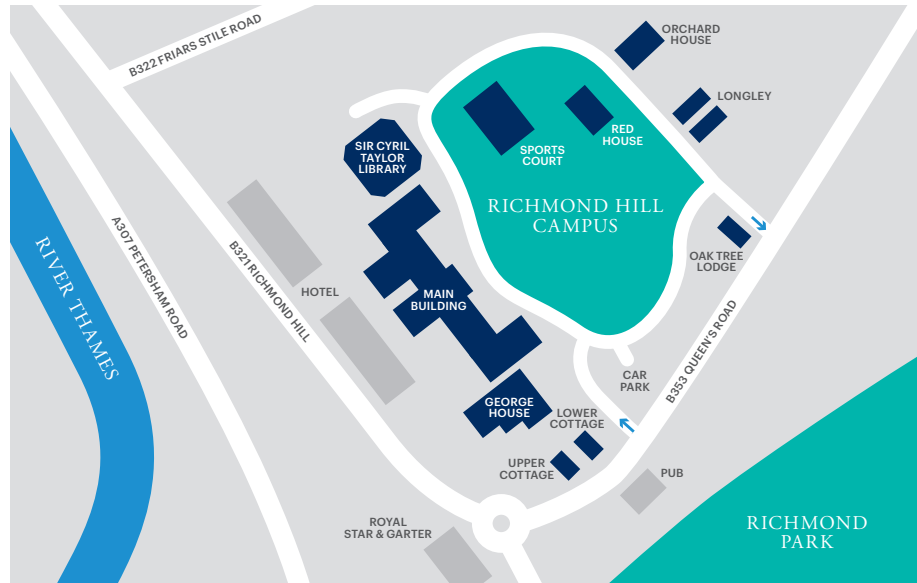 ORCHARD
HOUSE
B322 FRIARS STILE ROAD
LONGLEY
SIR CYRIL
TAYLOR
LIBRARY
SPORTS
COURT
RED
HOUSE
RICHMOND HILL
CAMPUS
RIVER THAMES
A307 PETERSHAM ROAD
B321 RICHMOND HILL
HOTEL
MAIN
BUILDING
OAK TREE
LODGE
B353 QUEEN'S ROAD
CAR
PARK
GEORGE
HOUSE
LOWER
COTTAGE
UPPER
COTTAGE
PUB
ROYAL
STAR & GARTER
RICHMOND
PARK